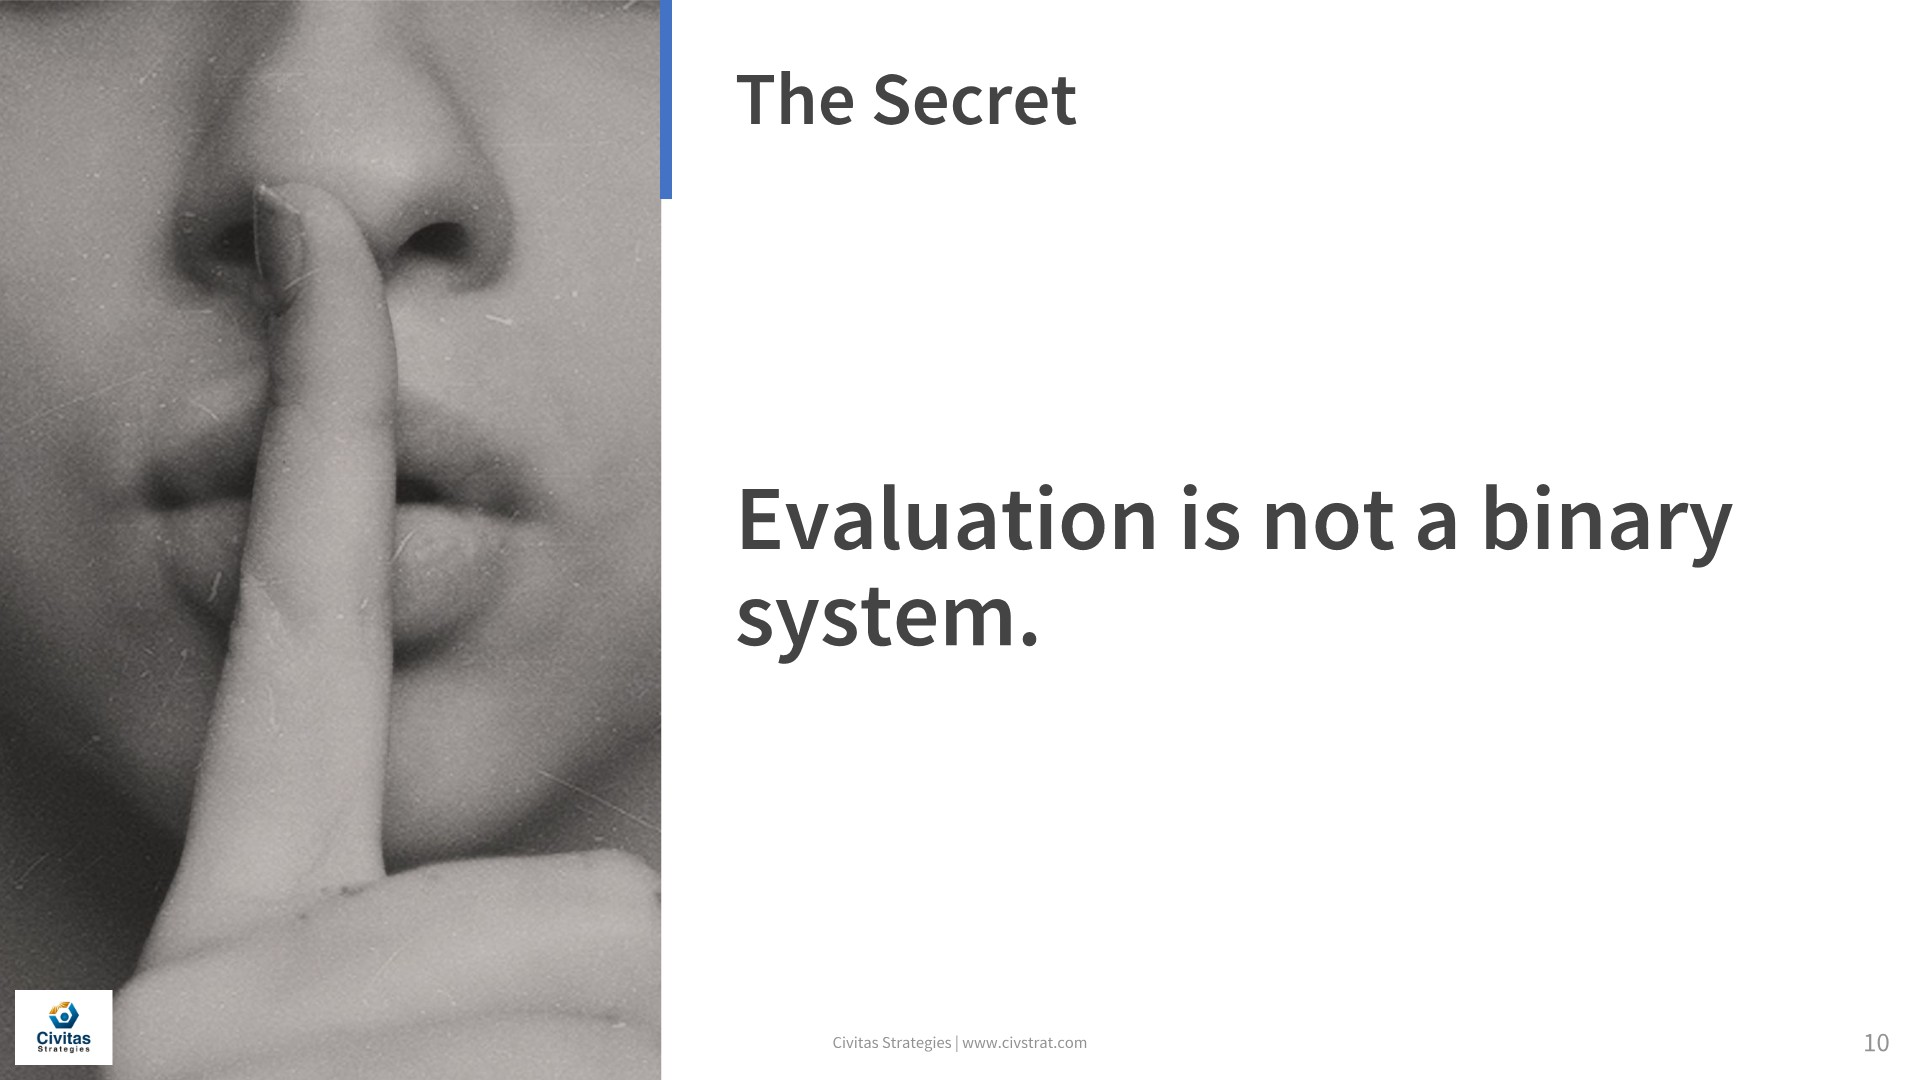 The Secret
Evaluation is not a binary
system.
Civitas
Strategies
Civitas Strategies | www.civstrat.com
10